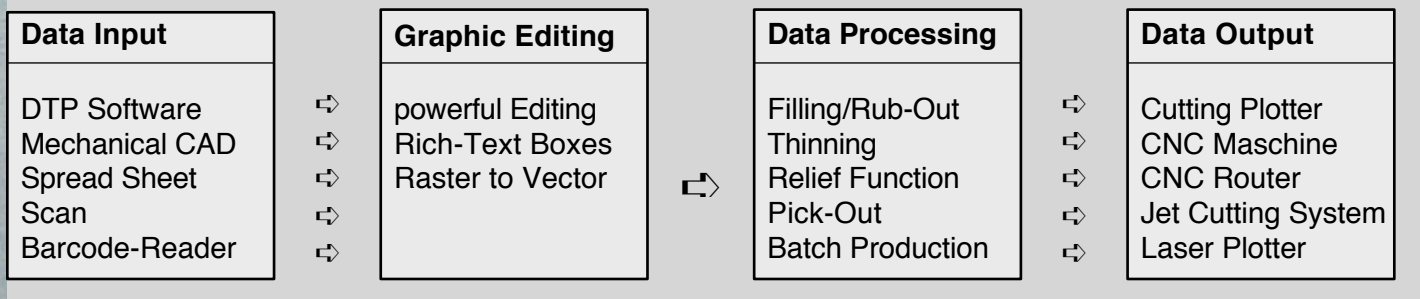 Data Input
DTP Software
Mechanical CAD
Spread Sheet
Scan
Barcode-Reader
Graphic Editing
powerful Editing
Rich-Text Boxes
Raster to Vector
Data Processing
Filling/Rub-Out
Thinning
Relief Function
Pick-Out
Batch Production
Data Output
Cutting Plotter
CNC Maschine
CNC Router
Jet Cutting System
Laser Plotter